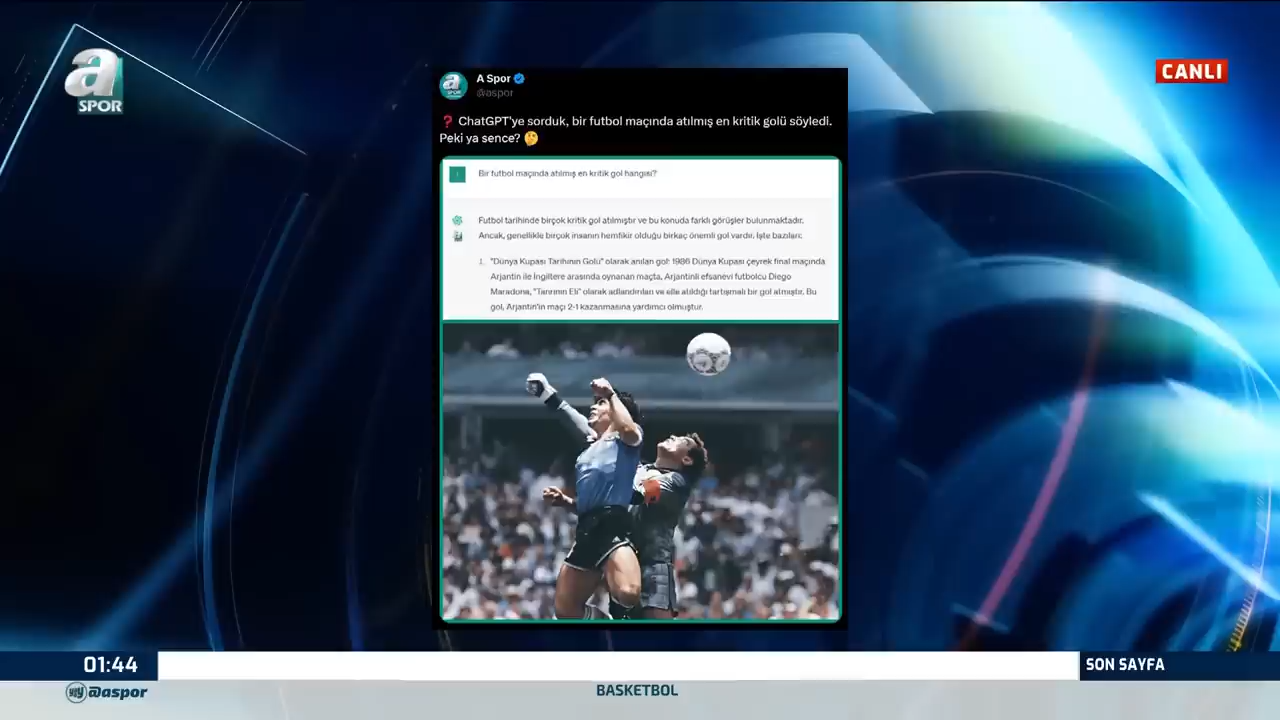 a
SPOR
CANLI
A Spor
@aspor
❓ ChatGPT'ye sorduk, bir futbol maçında atılmış en kritik golü söyledi.
Peki ya sence? 🤔
Bir futbol maçında atılmış en kritik gol hangisi?
Futbol tarihinde birçok kritik gol atılmıştır ve bu konuda farklı görüşler bulunmaktadır.
Ancak, genellikle birçok insanın hemfikir olduğu birkaç önemli gol vardır. İşte bazıları:
1. "Dünya Kupası Tarihinin Golü" olarak anılan gol: 1986 Dünya Kupası çeyrek final maçında
Arjantin ile İngiltere arasında oynanan maçta, Arjantinli efsanevi futbolcu Diego
Maradona, "Tanrının Eli" olarak adlandırılan ve elle atıldığı tartışmalı bir gol atmıştır. Bu
gol, Arjantin'in maçı 2-1 kazanmasına yardımcı olmuştur.
01:44
SON SAYFA
@aspor
BASKETBOL